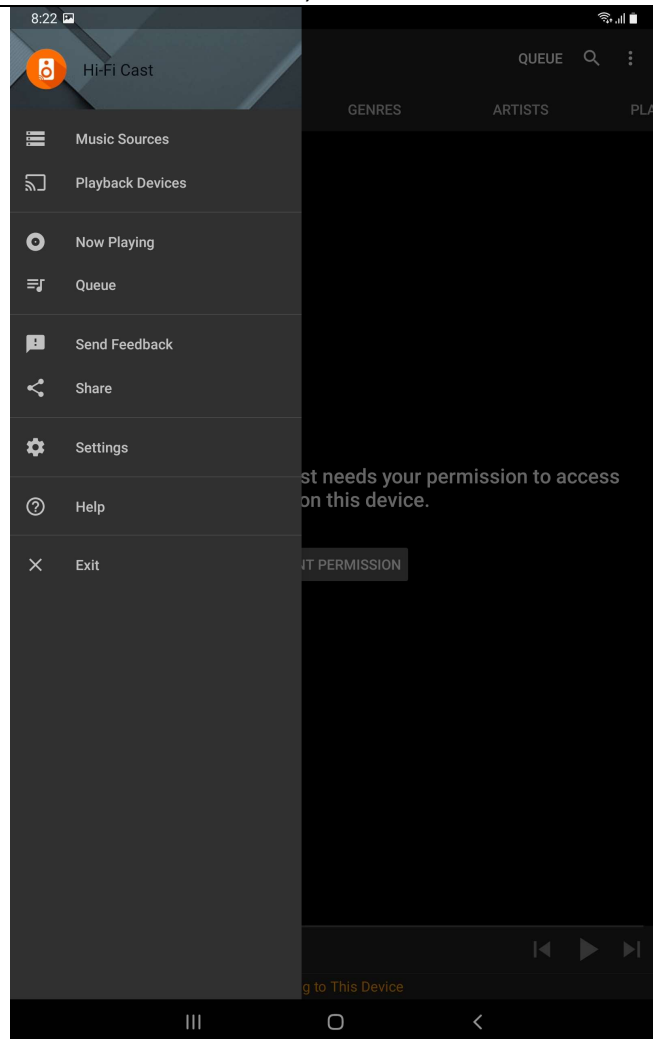 8:22
Hi-Fi Cast
QUEUE
GENRES ARTISTS PLA
Music Sources
Playback Devices
Now Playing
Queue
Send Feedback
Share
Settings
st needs your permission to access
on this device.
Help
NT PERMISSION
Exit
g to This Device